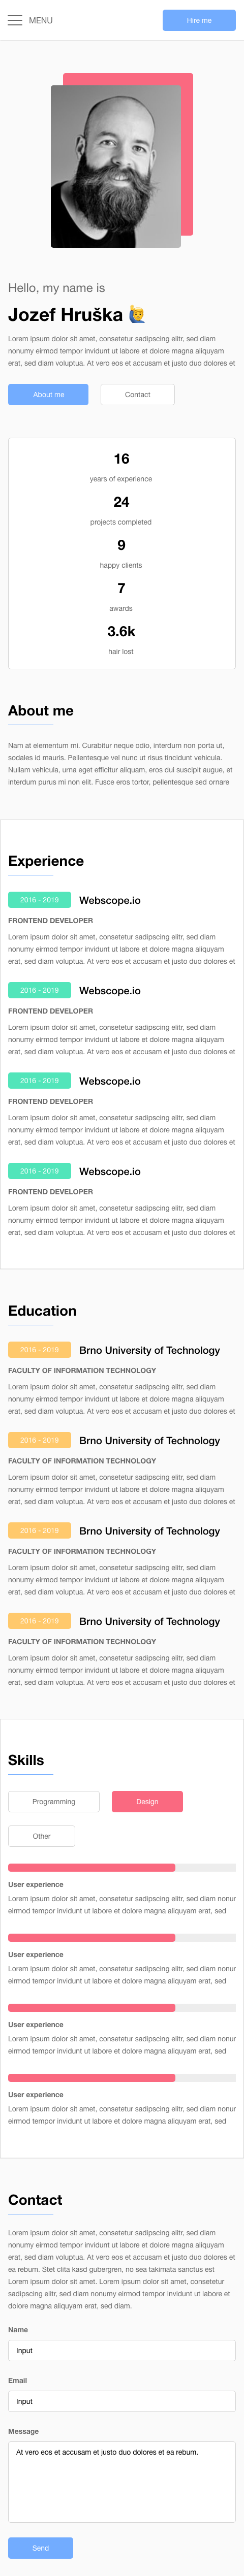 MENU
Hire me
Hello, my name is
Jozef Hruška 🙋‍♂️
Lorem ipsum dolor sit amet, consetetur sadipscing elitr, sed diam
nonumy eirmod tempor invidunt ut labore et dolore magna aliquyam
erat, sed diam voluptua. At vero eos et accusam et justo duo dolores et
About me
Contact
16
years of experience
24
projects completed
9
happy clients
7
awards
3.6k
hair lost
About me
Nam at elementum mi. Curabitur neque odio, interdum non porta ut,
sodales id mauris. Pellentesque vel nunc ut risus tincidunt vehicula.
Nullam vehicula, urna eget efficitur aliquam, eros dui suscipit augue, et
interdum purus mi non elit. Fusce eros tortor, pellentesque sed ornare
Experience
2016 - 2019 Webscope.io
FRONTEND DEVELOPER
Lorem ipsum dolor sit amet, consetetur sadipscing elitr, sed diam
nonumy eirmod tempor invidunt ut labore et dolore magna aliquyam
erat, sed diam voluptua. At vero eos et accusam et justo duo dolores et
2016 - 2019 Webscope.io
FRONTEND DEVELOPER
Lorem ipsum dolor sit amet, consetetur sadipscing elitr, sed diam
nonumy eirmod tempor invidunt ut labore et dolore magna aliquyam
erat, sed diam voluptua. At vero eos et accusam et justo duo dolores et
2016 - 2019 Webscope.io
FRONTEND DEVELOPER
Lorem ipsum dolor sit amet, consetetur sadipscing elitr, sed diam
nonumy eirmod tempor invidunt ut labore et dolore magna aliquyam
erat, sed diam voluptua. At vero eos et accusam et justo duo dolores et
2016 - 2019 Webscope.io
FRONTEND DEVELOPER
Lorem ipsum dolor sit amet, consetetur sadipscing elitr, sed diam
nonumy eirmod tempor invidunt ut labore et dolore magna aliquyam
erat, sed diam voluptua. At vero eos et accusam et justo duo dolores et
Education
2016 - 2019 Brno University of Technology
FACULTY OF INFORMATION TECHNOLOGY
Lorem ipsum dolor sit amet, consetetur sadipscing elitr, sed diam
nonumy eirmod tempor invidunt ut labore et dolore magna aliquyam
erat, sed diam voluptua. At vero eos et accusam et justo duo dolores et
2016 - 2019 Brno University of Technology
FACULTY OF INFORMATION TECHNOLOGY
Lorem ipsum dolor sit amet, consetetur sadipscing elitr, sed diam
nonumy eirmod tempor invidunt ut labore et dolore magna aliquyam
erat, sed diam voluptua. At vero eos et accusam et justo duo dolores et
2016 - 2019 Brno University of Technology
FACULTY OF INFORMATION TECHNOLOGY
Lorem ipsum dolor sit amet, consetetur sadipscing elitr, sed diam
nonumy eirmod tempor invidunt ut labore et dolore magna aliquyam
erat, sed diam voluptua. At vero eos et accusam et justo duo dolores et
2016 - 2019 Brno University of Technology
FACULTY OF INFORMATION TECHNOLOGY
Lorem ipsum dolor sit amet, consetetur sadipscing elitr, sed diam
nonumy eirmod tempor invidunt ut labore et dolore magna aliquyam
erat, sed diam voluptua. At vero eos et accusam et justo duo dolores et
Skills
Programming
Design
Other
User experience
Lorem ipsum dolor sit amet, consetetur sadipscing elitr, sed diam nonur
eirmod tempor invidunt ut labore et dolore magna aliquyam erat, sed
User experience
Lorem ipsum dolor sit amet, consetetur sadipscing elitr, sed diam nonur
eirmod tempor invidunt ut labore et dolore magna aliquyam erat, sed
User experience
Lorem ipsum dolor sit amet, consetetur sadipscing elitr, sed diam nonur
eirmod tempor invidunt ut labore et dolore magna aliquyam erat, sed
User experience
Lorem ipsum dolor sit amet, consetetur sadipscing elitr, sed diam nonur
eirmod tempor invidunt ut labore et dolore magna aliquyam erat, sed
Contact
Lorem ipsum dolor sit amet, consetetur sadipscing elitr, sed diam
nonumy eirmod tempor invidunt ut labore et dolore magna aliquyam
erat, sed diam voluptua. At vero eos et accusam et justo duo dolores et
ea rebum. Stet clita kasd gubergren, no sea takimata sanctus est
Lorem ipsum dolor sit amet. Lorem ipsum dolor sit amet, consetetur
sadipscing elitr, sed diam nonumy eirmod tempor invidunt ut labore et
dolore magna aliquyam erat, sed diam.
Name
Input
Email
Input
Message
At vero eos et accusam et justo duo dolores et ea rebum.
Send